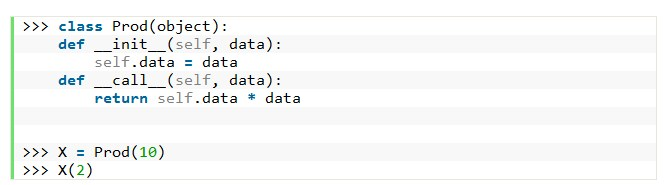 >>> class Prod(object):
    def __init__(self, data):
        self.data = data
    def __call__(self, data):
        return self.data * data
>>> X = Prod(10)
>>> X(2)